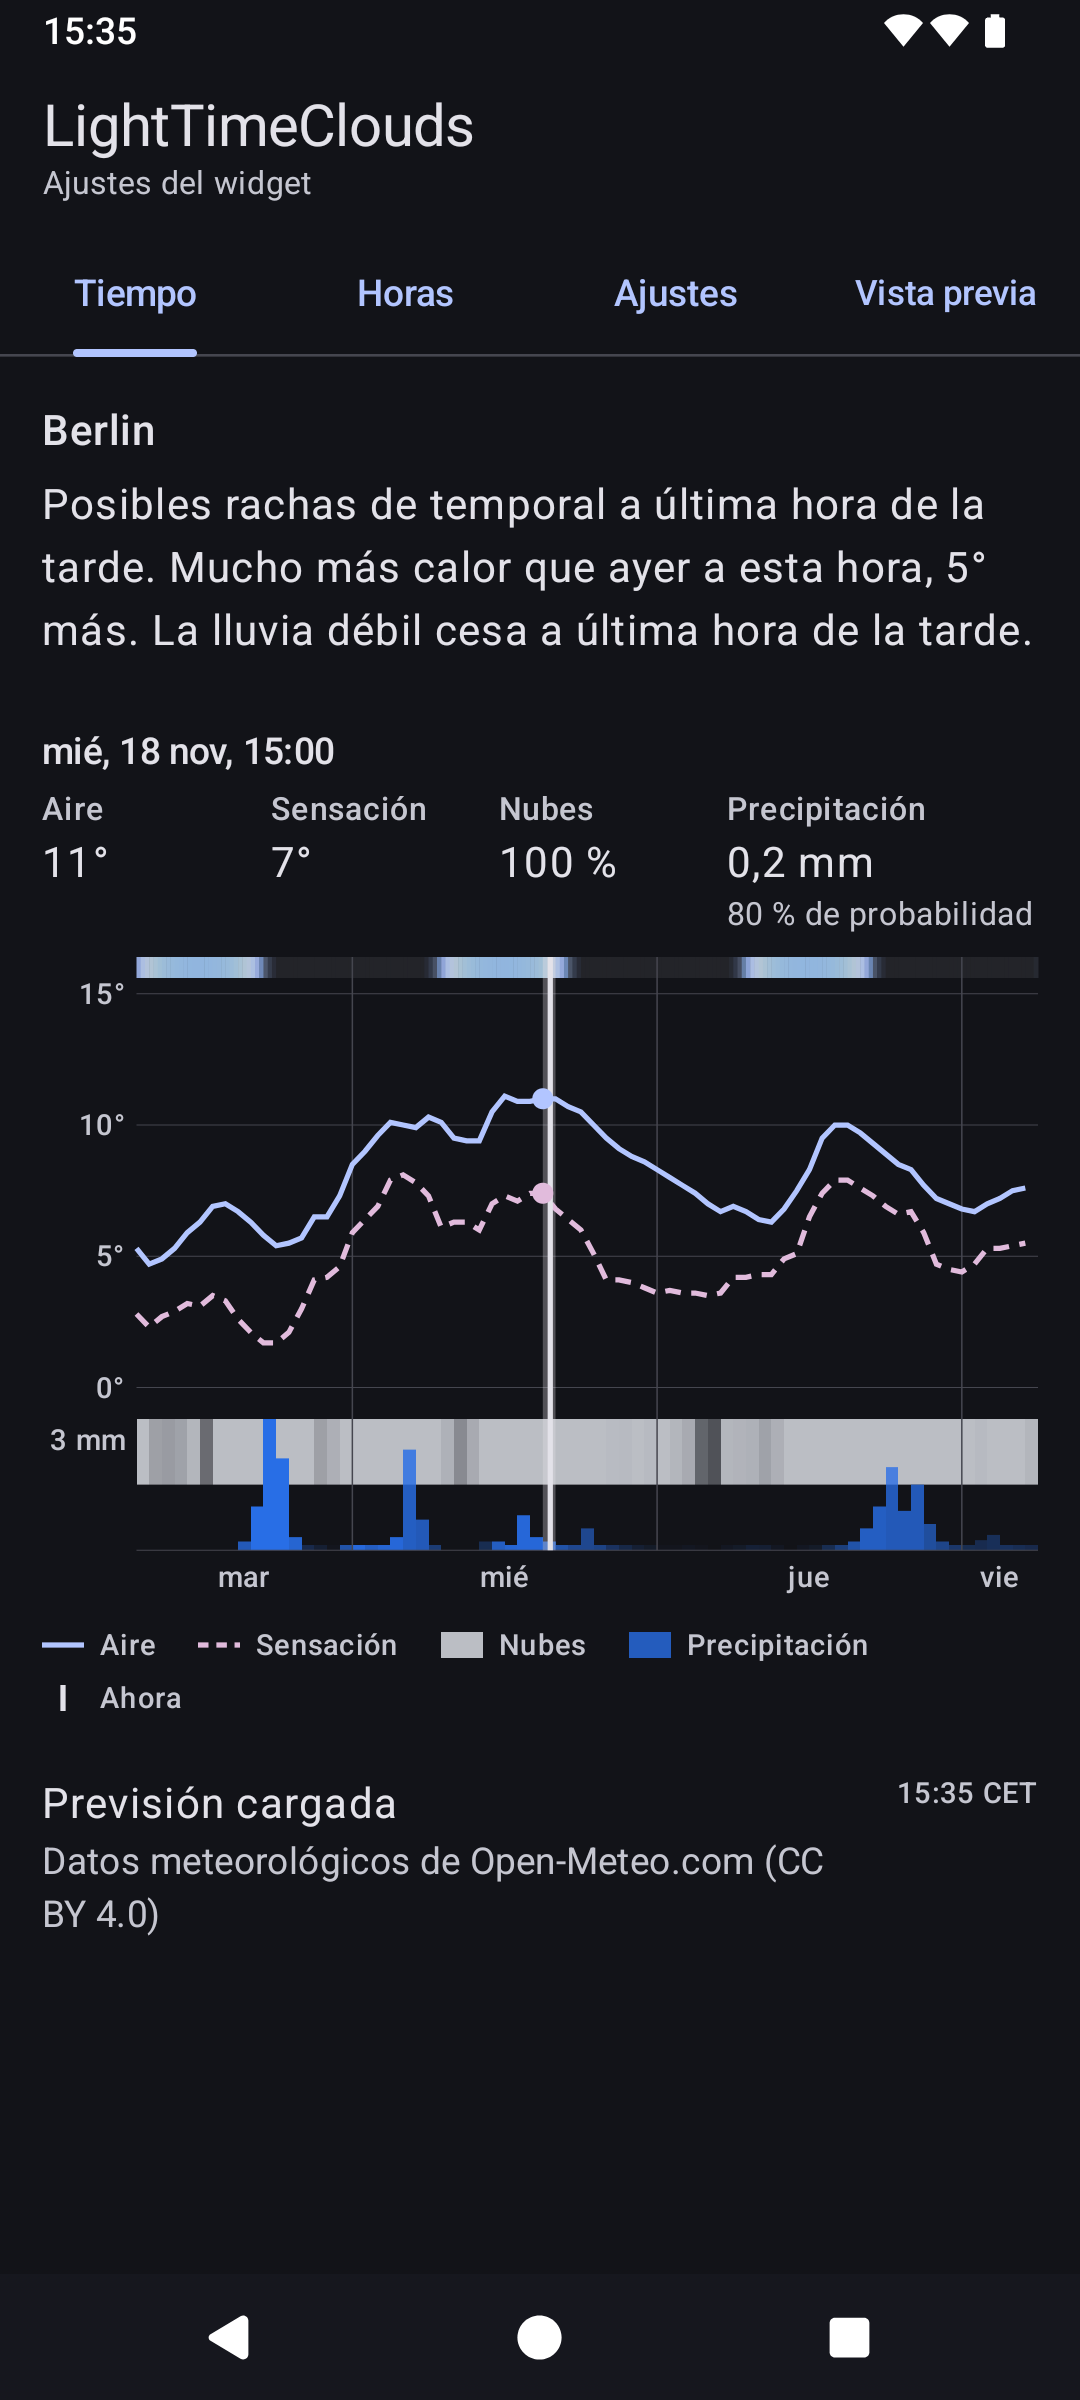 15:35
LightTimeClouds
Ajustes del widget
Tiempo Horas Ajustes Vista previa
Berlin
Posibles rachas de temporal a última hora de la
tarde. Mucho más calor que ayer a esta hora, 5°
más. La lluvia débil cesa a última hora de la tarde.
mié, 18 nov, 15:00
Aire Sensación Nubes Precipitación
11° 7° 100 % 0,2 mm
80 % de probabilidad
15°
10°
5°
0°
3 mm
mar mié jue vie
Aire Sensación Nubes Precipitación
Ahora
Previsión cargada 15:35 CET
Datos meteorológicos de Open-Meteo.com (CC
BY 4.0)